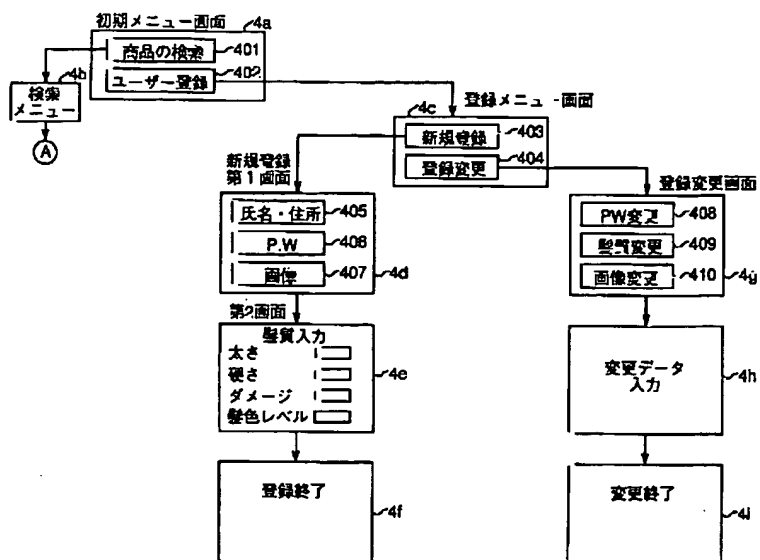 初期メニュー画面
4a
商品の検索 401
ユーザー登録 402
4b
検索
メニュー
A
登録メニュー画面
4c
新規登録 403
登録変更 404
新規登録
第1画面
氏名・住所 405
P.W 406
画像 407
4d
登録変更画面
PW変更 408
髪質変更 409
画像変更 410
4g
第2画面
髪質入力
太さ
硬さ
ダメージ
髪色レベル
4e
変更データ
入力
4h
登録終了
4f
変更終了
4i